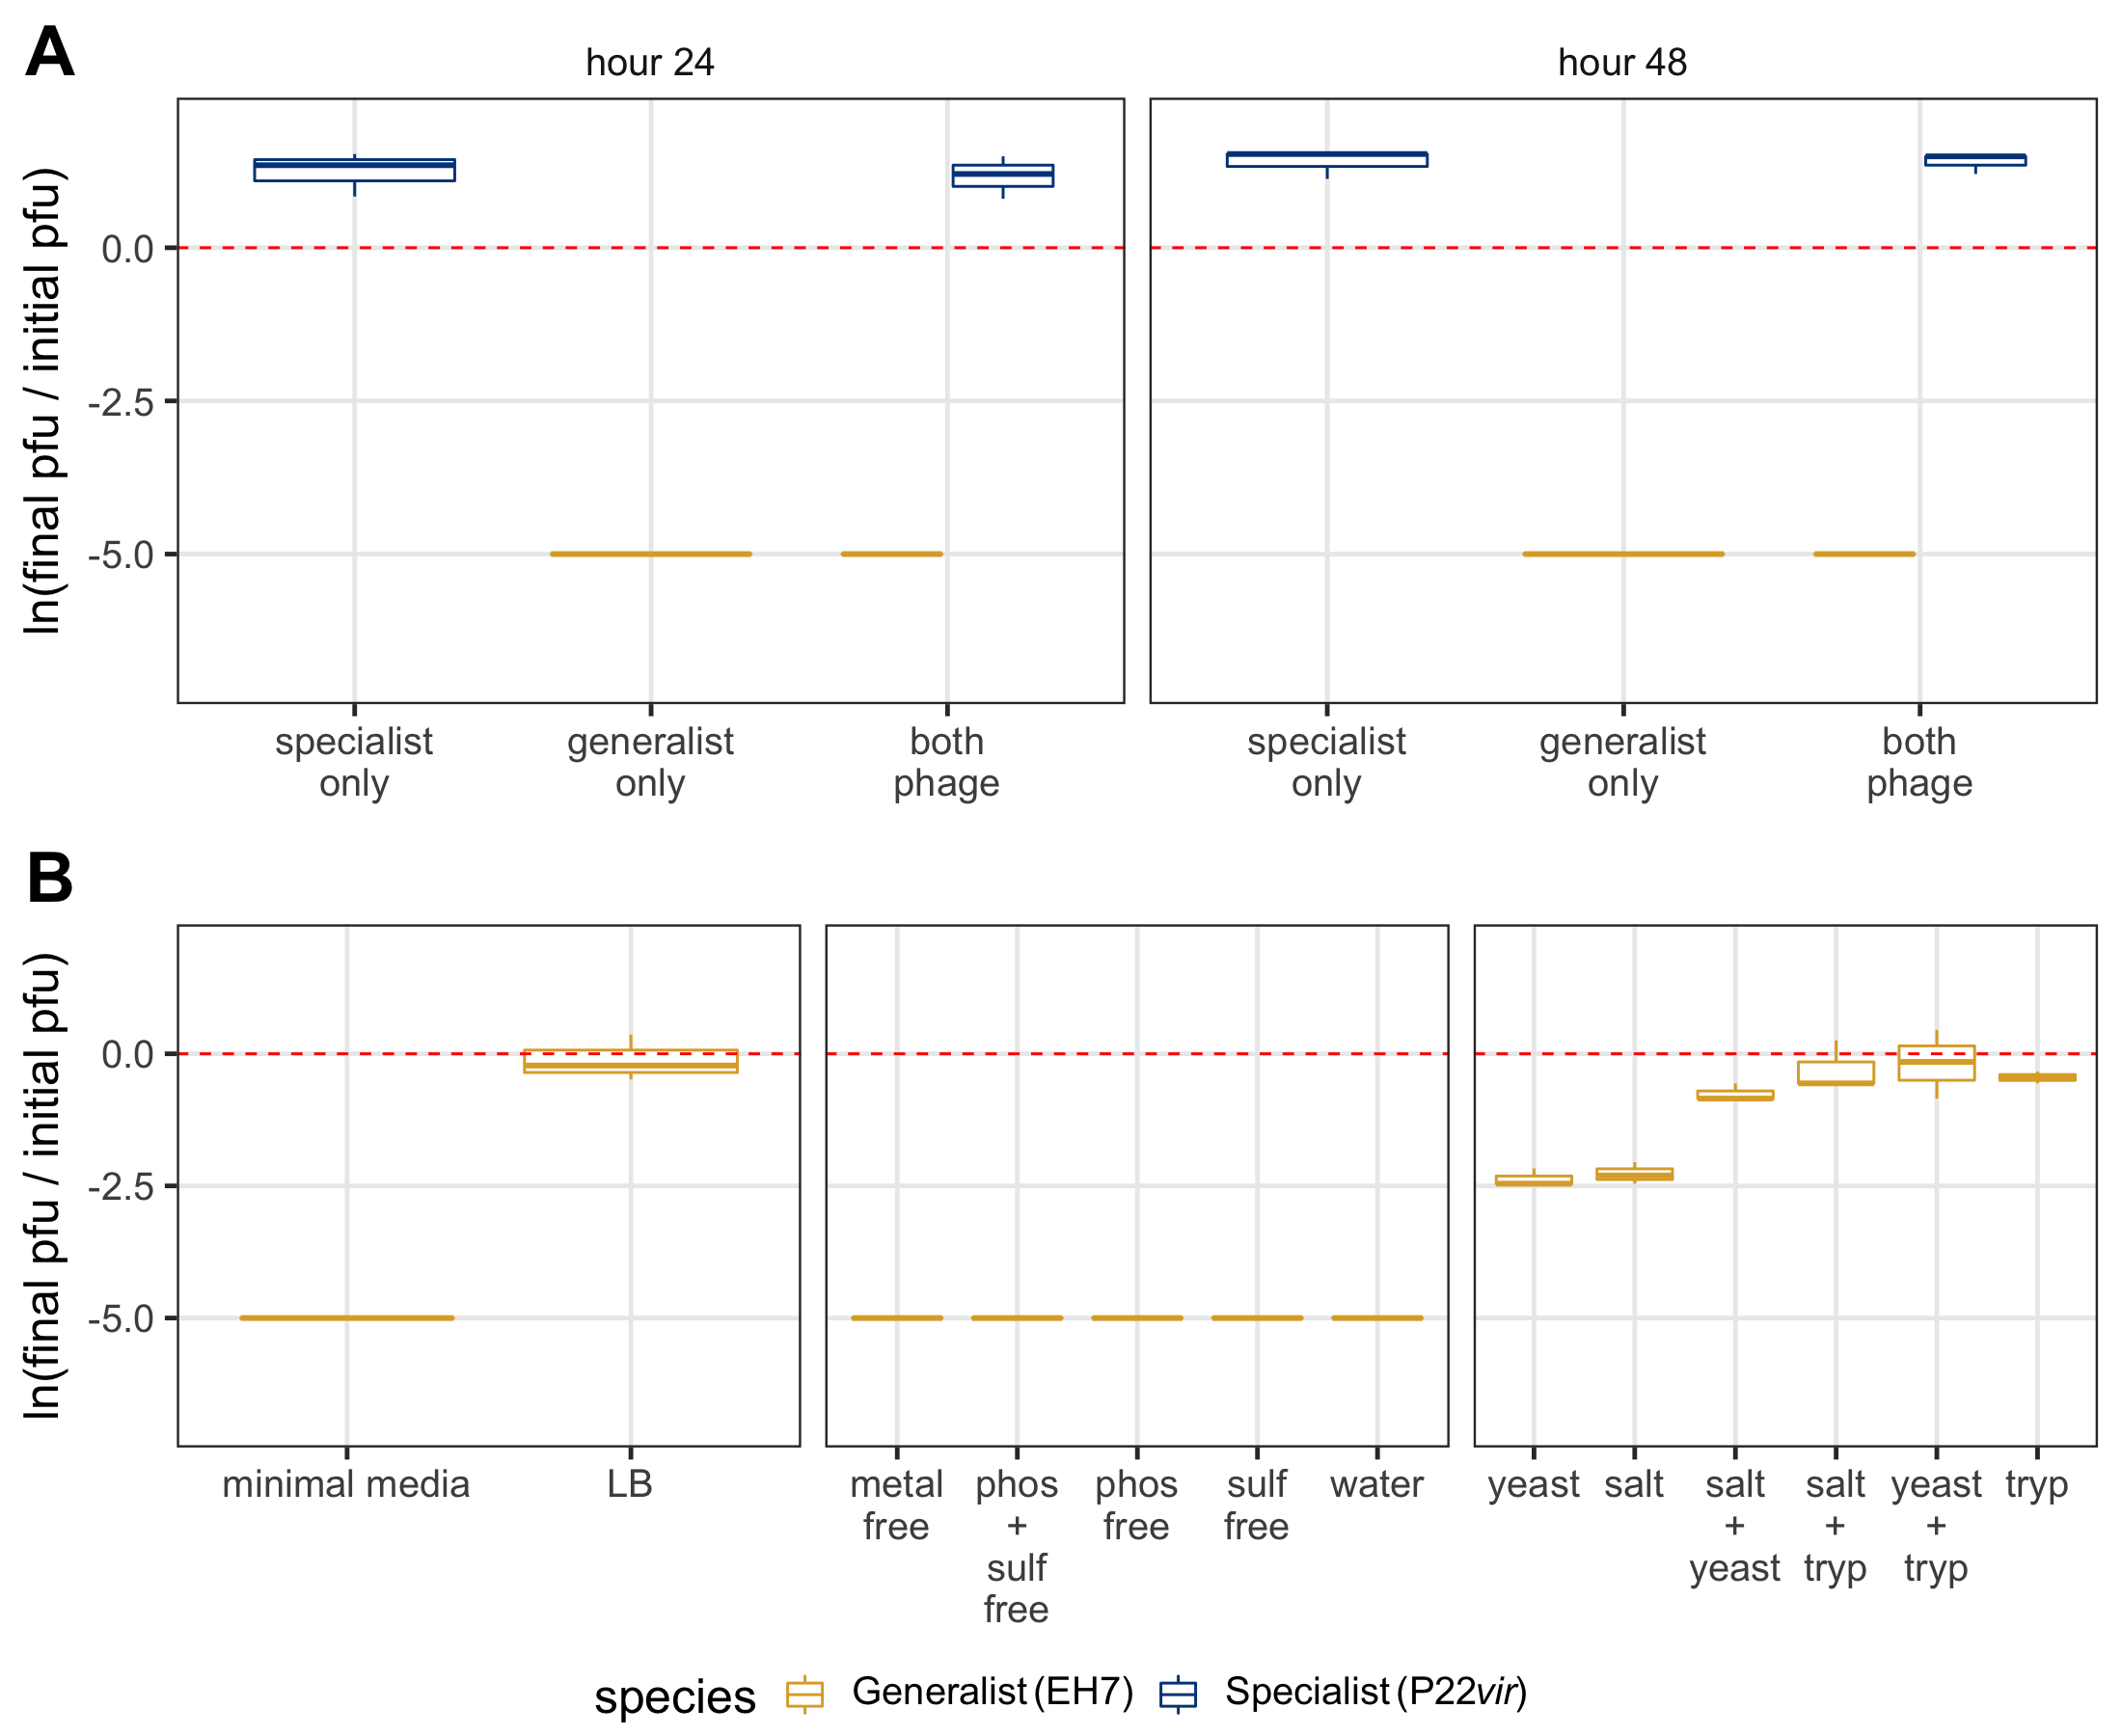 A
hour 24
hour 48
ln(final pfu / initial pfu)
0.0
-2.5
-5.0
specialist only
generalist only
both phage
specialist only
generalist only
both phage
B
ln(final pfu / initial pfu)
0.0
-2.5
-5.0
minimal media
LB
metal free
phos + sulf free
phos free
sulf free
water
yeast
salt
salt + yeast
salt + tryp
yeast + tryp
tryp
species
Generalist (EH7)
Specialist (P22vir)